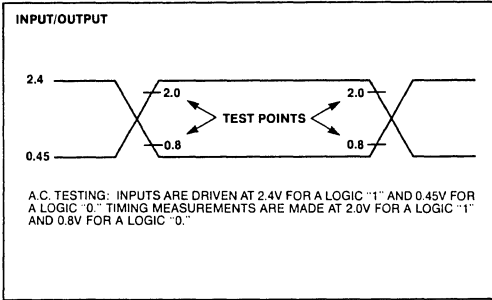 INPUT/OUTPUT
2.4
2.0
2.0
TEST POINTS
0.8
0.8
0.45
A.C. TESTING: INPUTS ARE DRIVEN AT 2.4V FOR A LOGIC "1" AND 0.45V FOR
A LOGIC "0." TIMING MEASUREMENTS ARE MADE AT 2.0V FOR A LOGIC "1"
AND 0.8V FOR A LOGIC "0."